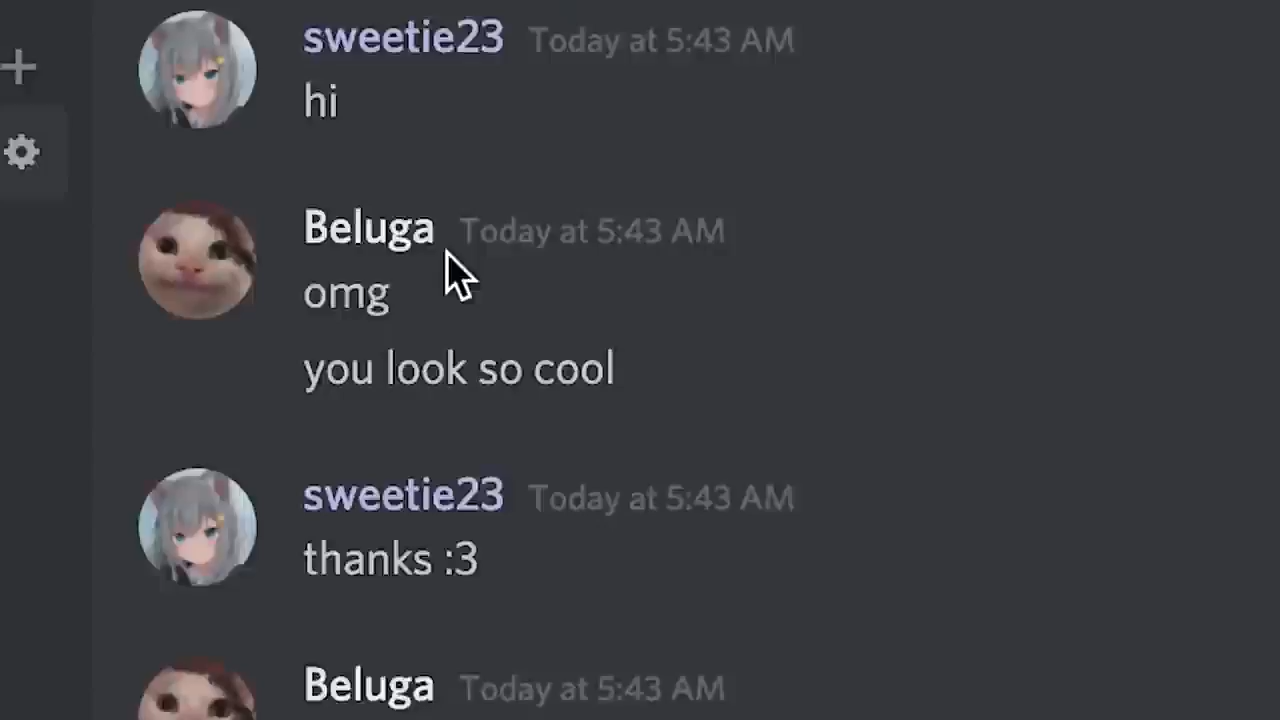 sweetie23 Today at 5:43 AM
hi
Beluga Today at 5:43 AM
omg
you look so cool
sweetie23 Today at 5:43 AM
thanks :3
Beluga Today at 5:43 AM